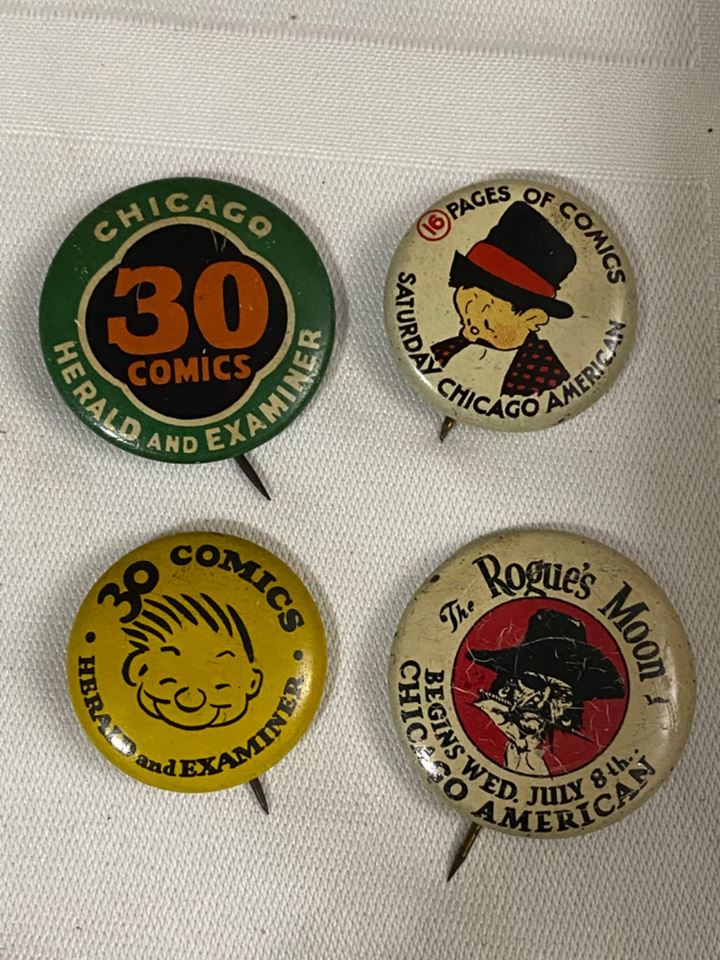 CHICAGO
30
COMICS
HERALD AND EXAMINER
16 PAGES OF COMICS
SATURDAY CHICAGO AMERICAN
30 COMICS
• HERALD and EXAMINER •
The Rogue's Moon
BEGINS WED. JULY 8th..
CHICAGO AMERICAN